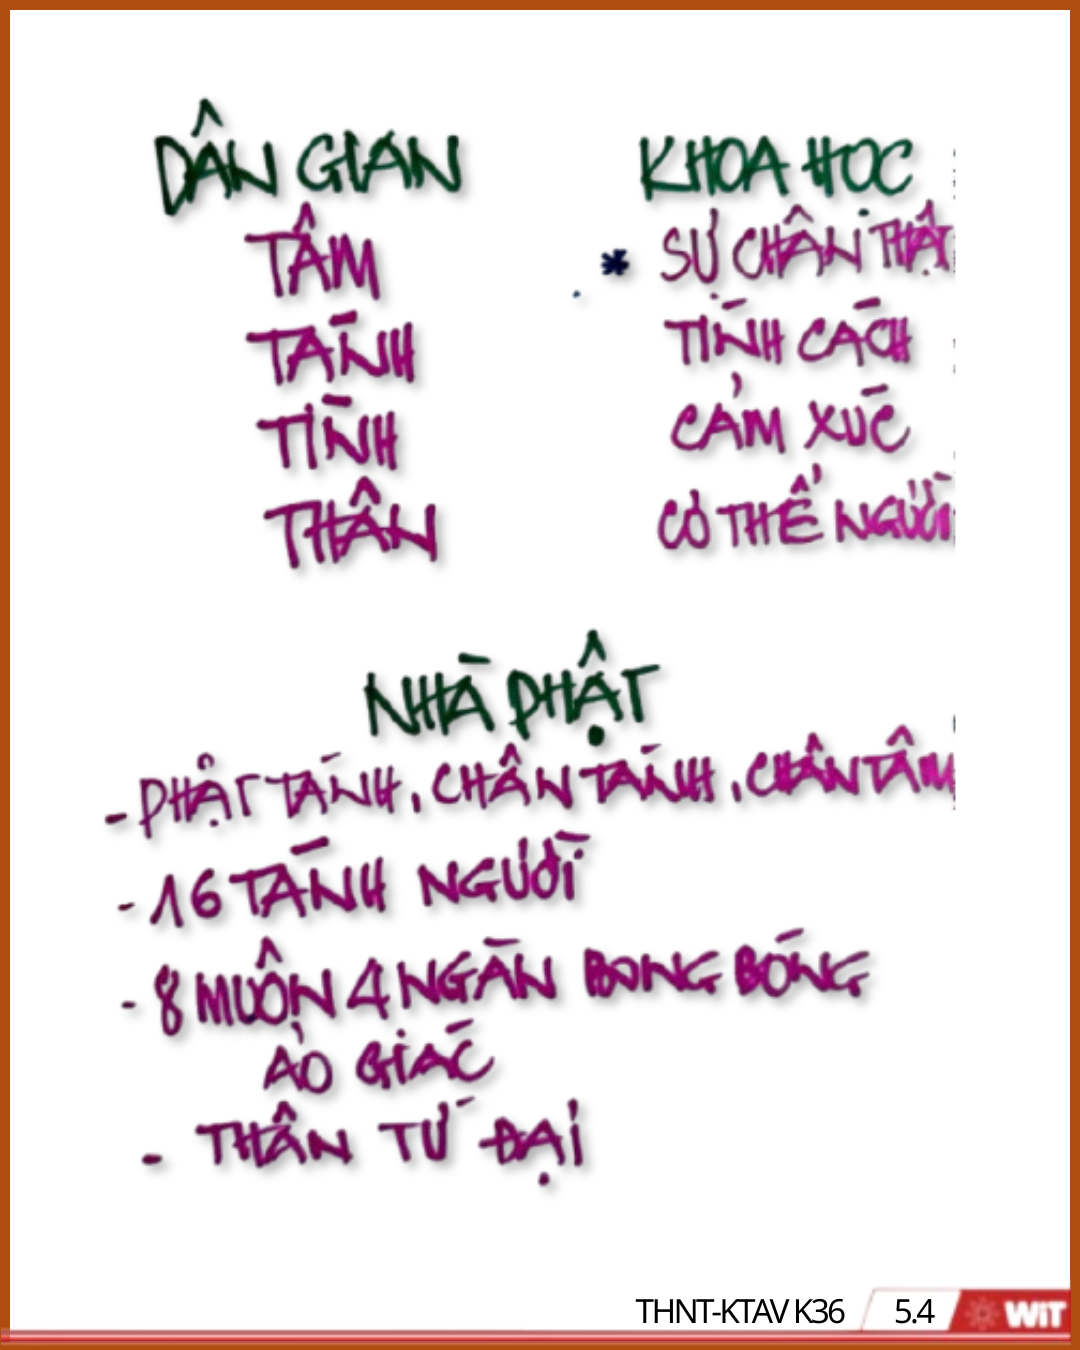 DÂN GIAN
TÂM
TÁNH
TÌNH
THÂN
KHOA HỌC
* SỰ CHÂN THẬT
TÍNH CÁCH
CẢM XÚC
CƠ THỂ NGƯỜI
NHÀ PHẬT
- PHẬT TÁNH, CHÂN TÁNH, CHÂN TÂM
- 16 TÁNH NGƯỜI
- 8 MUÔN 4 NGÀN BONG BÓNG
ẢO GIÁC
- THÂN TỨ ĐẠI
THNT-KTAV K36 5.4 WiT